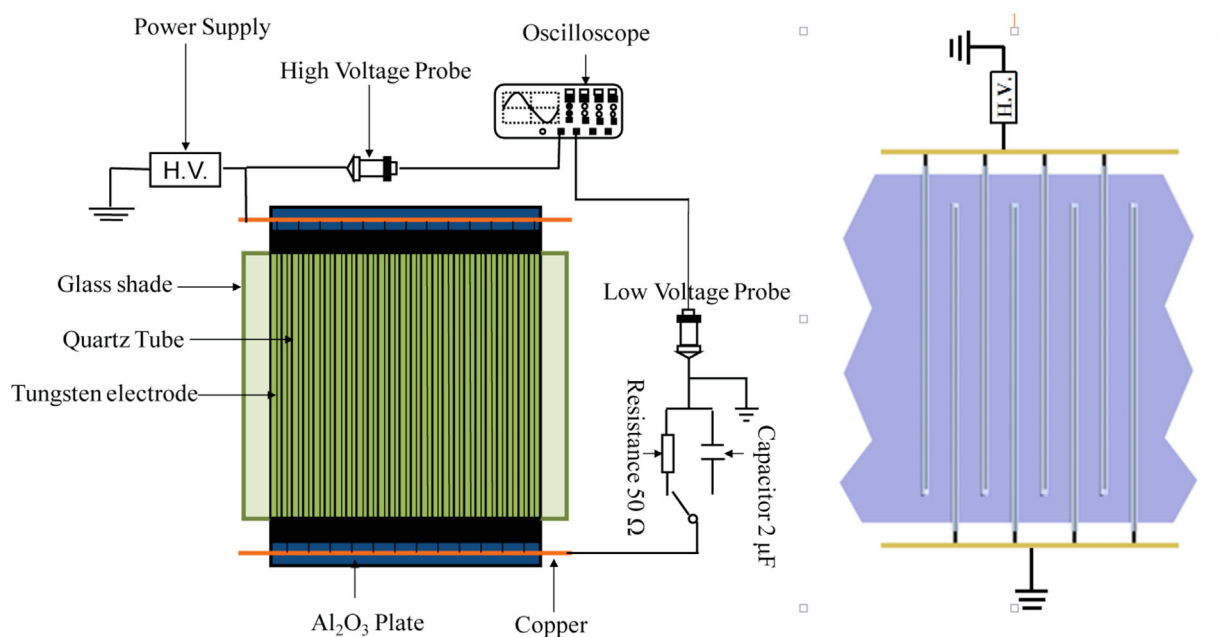 Power Supply
Oscilloscope
High Voltage Probe
H.V.
H.V.
Glass shade
Quartz Tube
Tungsten electrode
Low Voltage Probe
Resistance 50 Ω
Capacitor 2 μF
Al₂O₃ Plate
Copper